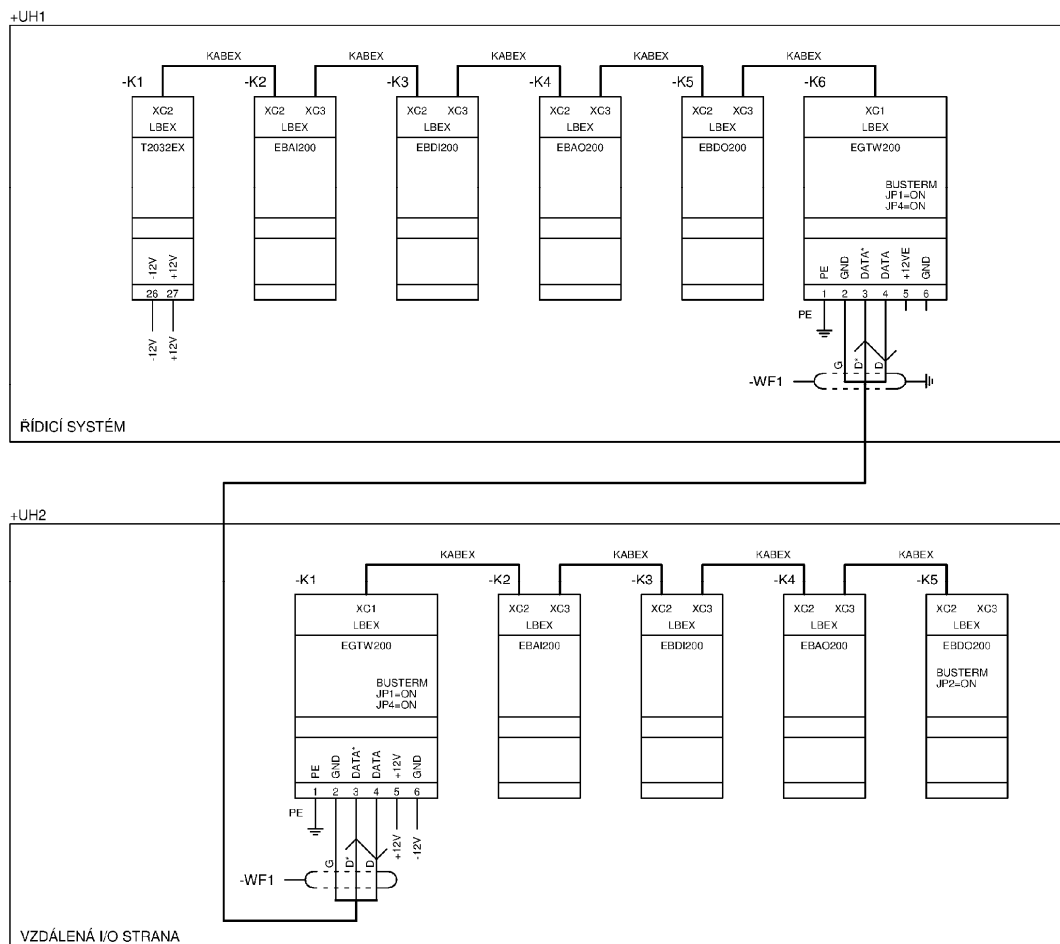 +UH1
KABEX KABEX KABEX KABEX KABEX
-K1 -K2 -K3 -K4 -K5 -K6
XC2 XC2 XC3 XC2 XC3 XC2 XC3 XC2 XC3 XC1
LBEX LBEX LBEX LBEX LBEX LBEX
T2032EX EBAI200 EBDI200 EBAO200 EBDO200 EGTW200
BUSTERM
JP1=ON
JP4=ON
-12V +12V PE GND DATA* DATA +12VE GND
26 27 1 2 3 4 5 6
-12V +12V PE
G D* D
-WF1
ŘÍDICÍ SYSTÉM
+UH2
KABEX KABEX KABEX KABEX
-K1 -K2 -K3 -K4 -K5
XC1 XC2 XC3 XC2 XC3 XC2 XC3 XC2 XC3
LBEX LBEX LBEX LBEX LBEX
EGTW200 EBAI200 EBDI200 EBAO200 EBDO200
BUSTERM
JP2=ON
BUSTERM
JP1=ON
JP4=ON
PE GND DATA* DATA +12V GND
1 2 3 4 5 6
PE +12V -12V
G D* D
-WF1
VZDÁLENÁ I/O STRANA